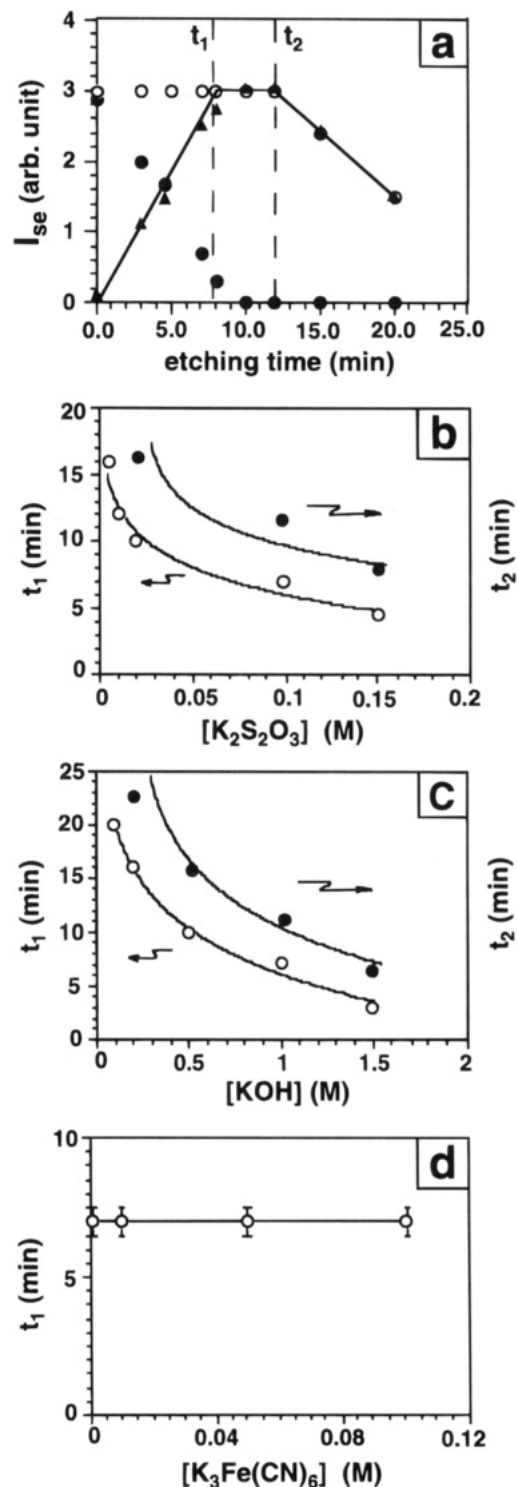 a
t1
t2
4
3
2
1
0
I_se (arb. unit)
0.0 5.0 10.0 15.0 20.0 25.0
etching time (min)
b
20
15
10
5
0
t1 (min)
t2 (min)
0 0.05 0.1 0.15 0.2
[K2S2O3] (M)
c
25
20
15
10
5
0
t1 (min)
t2 (min)
0 0.5 1 1.5 2
[KOH] (M)
d
10
5
0
t1 (min)
0 0.04 0.08 0.12
[K3Fe(CN)6] (M)